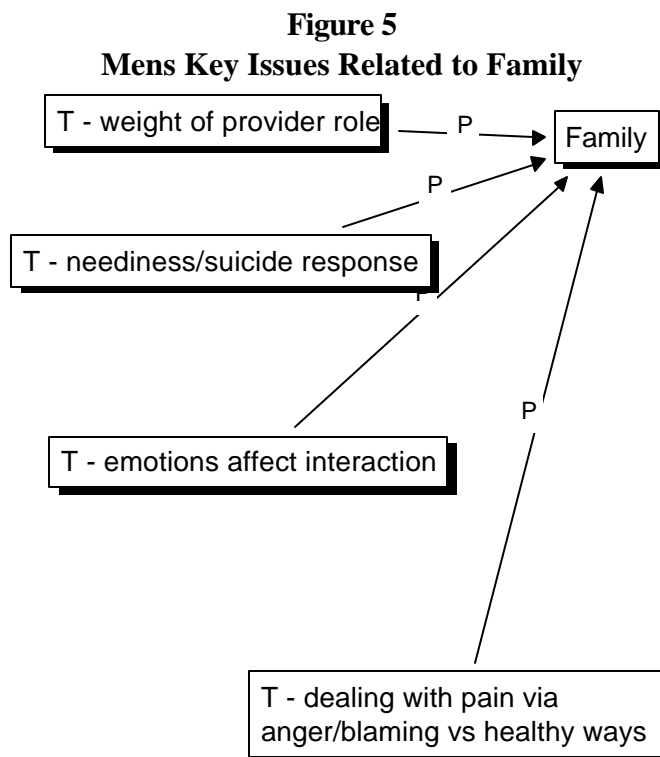 Figure 5
Mens Key Issues Related to Family
T - weight of provider role
P
Family
P
T - neediness/suicide response
P
T - emotions affect interaction
P
T - dealing with pain via
anger/blaming vs healthy ways